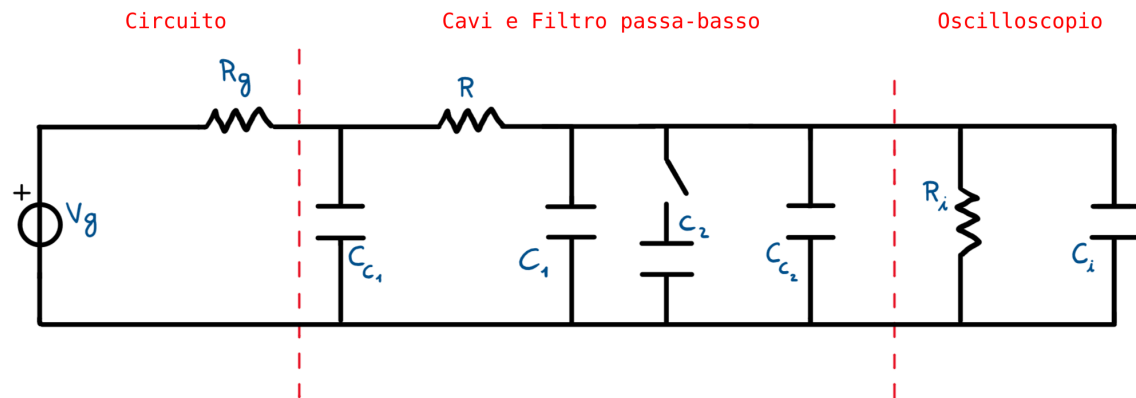 Circuito
Cavi e Filtro passa-basso
Oscilloscopio
Rg
R
+
Vg
Cc1
C1
C2
Cc2
Ri
Ci